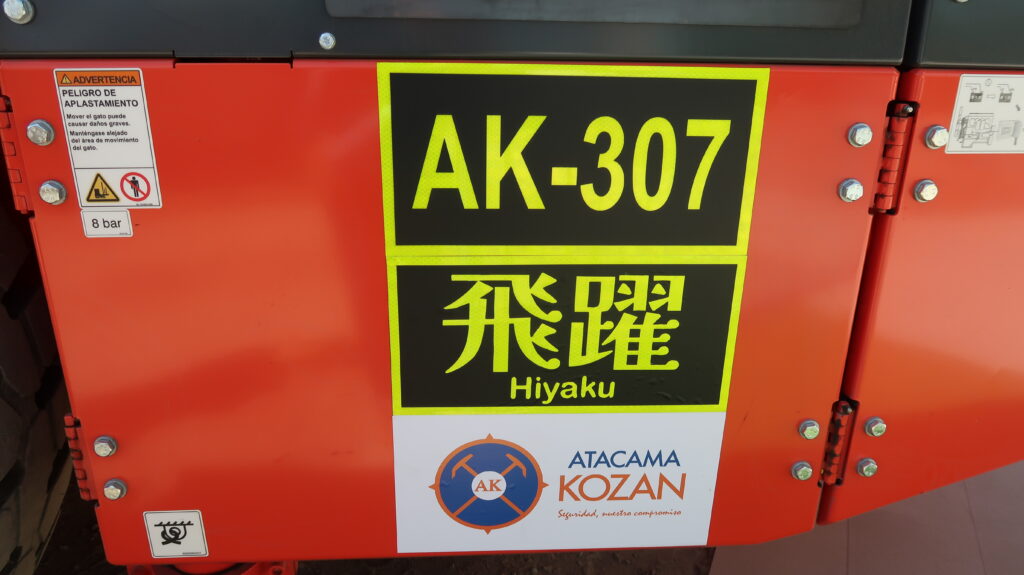 ADVERTENCIA
PELIGRO DE
APLASTAMIENTO
Mover el gato puede
causar daños graves.
Manténgase alejado
del área de movimiento
del gato.
8 bar
AK-307
飛躍
Hiyaku
AK
ATACAMA
KOZAN
Seguridad, nuestro compromiso